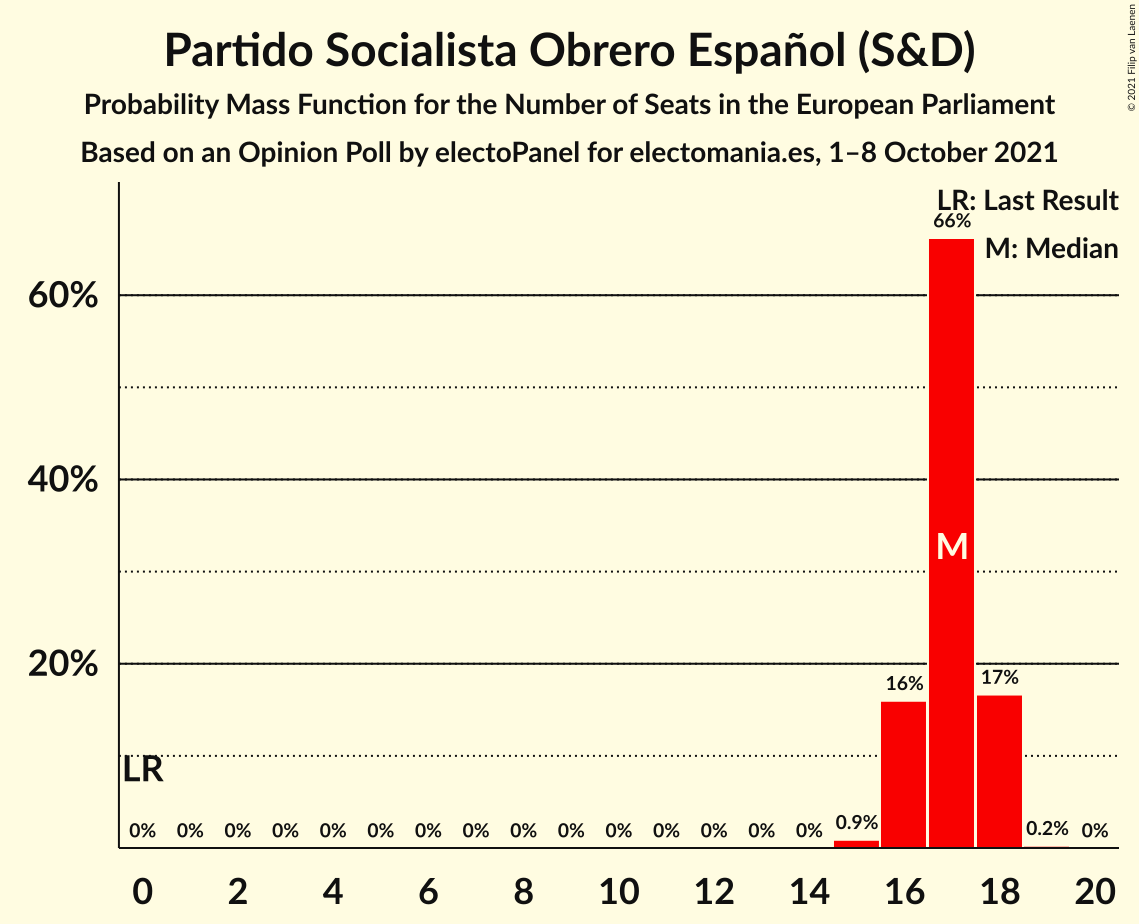 Partido Socialista Obrero Español (S&D)
Probability Mass Function for the Number of Seats in the European Parliament
Based on an Opinion Poll by electoPanel for electomania.es, 1–8 October 2021
© 2021 Filip van Laenen
LR: Last Result
66%
M: Median
60%
40%
M
20%
16%
17%
LR
0% 0% 0% 0% 0% 0% 0% 0% 0% 0% 0% 0% 0% 0% 0% 0.9% 0.2% 0%
0 2 4 6 8 10 12 14 16 18 20